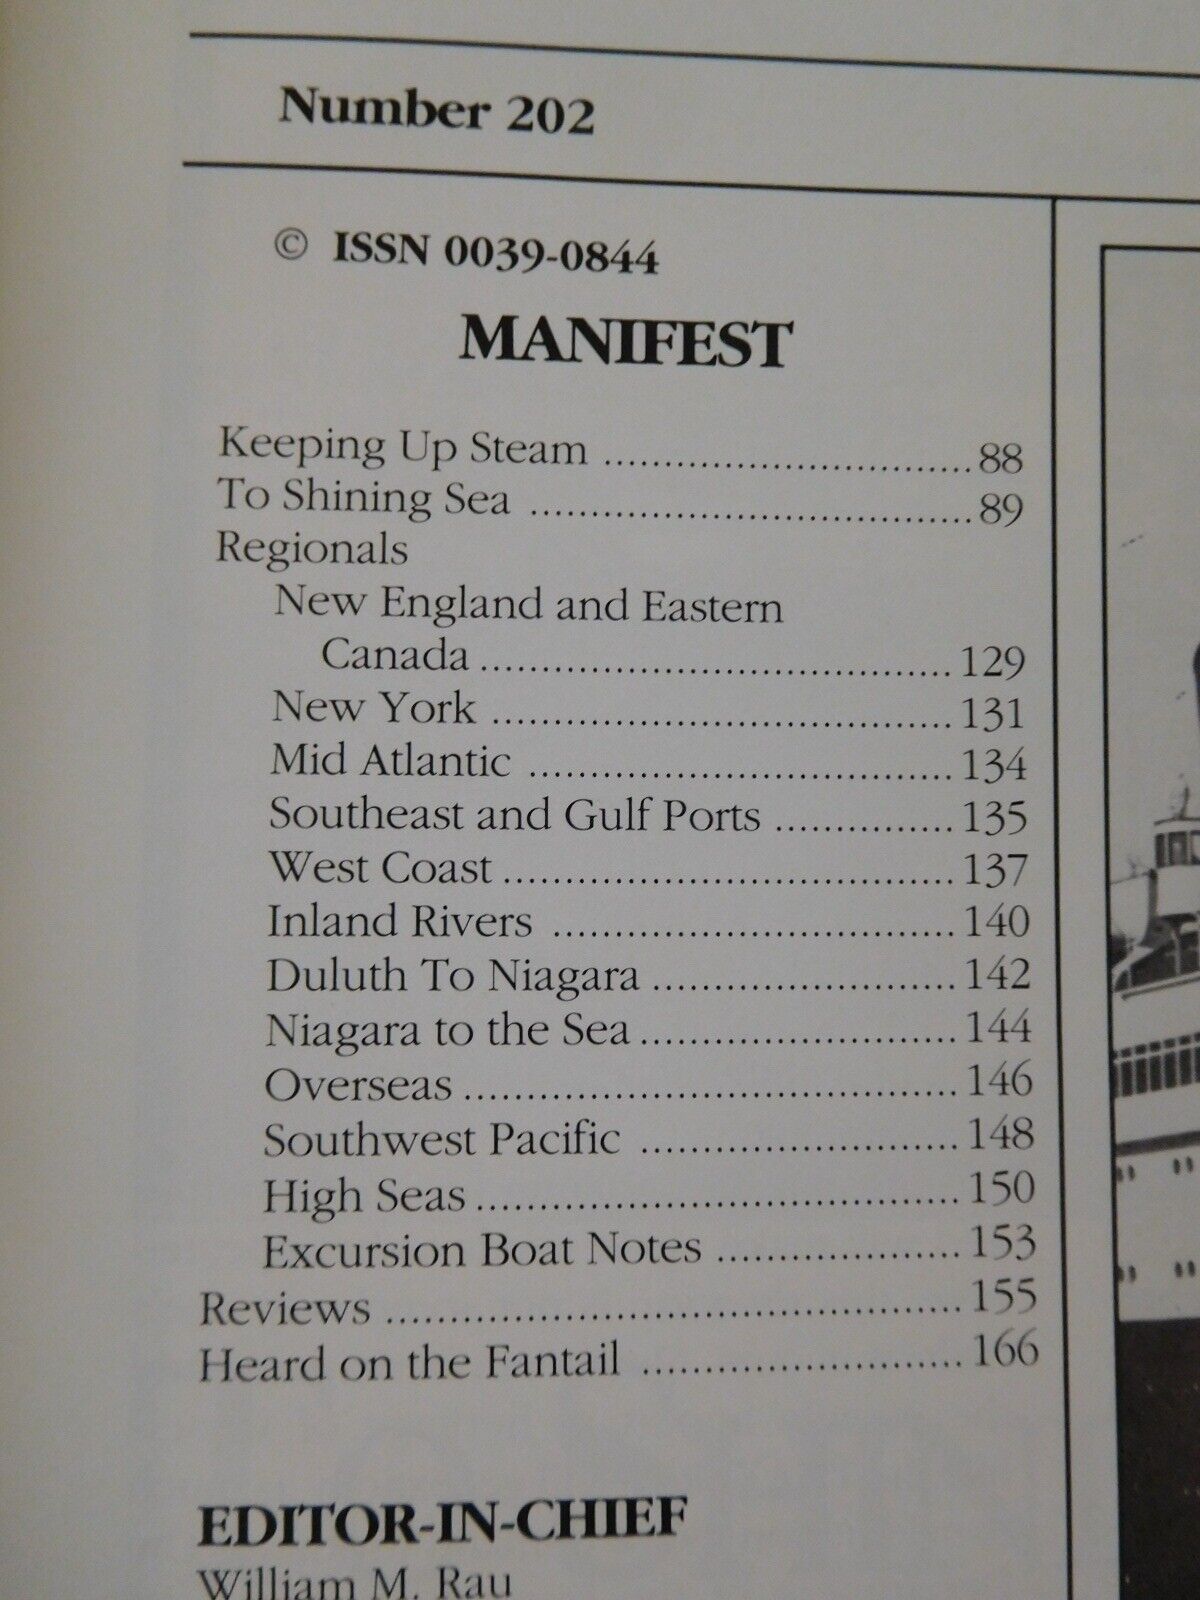 Number 202
© ISSN 0039-0844
MANIFEST
Keeping Up Steam ..............................88
To Shining Sea ....................................89
Regionals
New England and Eastern
Canada ...................................... 129
New York ..................................... 131
Mid Atlantic .................................. 134
Southeast and Gulf Ports ............... 135
West Coast .................................... 137
Inland Rivers ................................. 140
Duluth To Niagara ......................... 142
Niagara to the Sea .......................... 144
Overseas ........................................ 146
Southwest Pacific .......................... 148
High Seas ....................................... 150
Excursion Boat Notes .................... 153
Reviews .............................................. 155
Heard on the Fantail .......................... 166
EDITOR-IN-CHIEF
William M. Rau